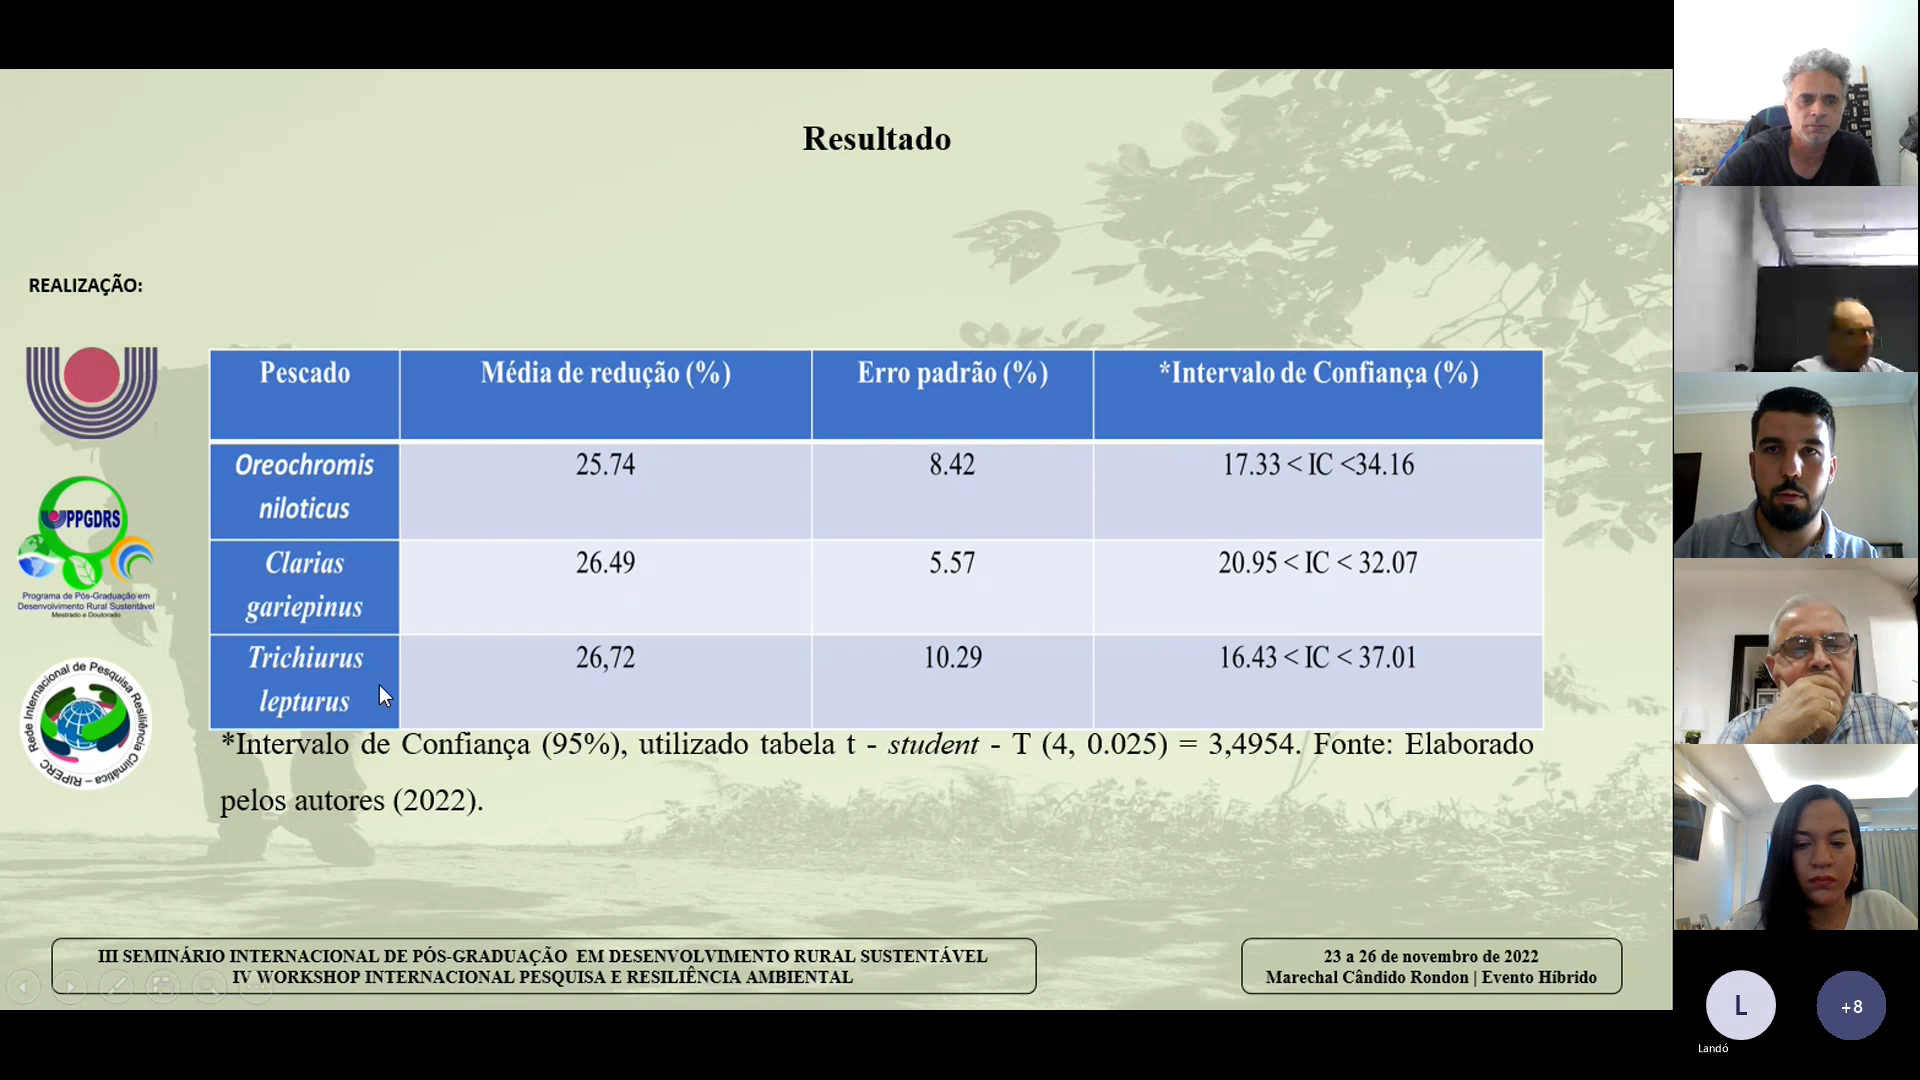 Resultado
REALIZAÇÃO:
Pescado
Média de redução (%)
Erro padrão (%)
*Intervalo de Confiança (%)
Oreochromis
niloticus
25.74
8.42
17.33 < IC <34.16
Clarias
gariepinus
26.49
5.57
20.95 < IC < 32.07
Trichiurus
lepturus
26,72
10.29
16.43 < IC < 37.01
*Intervalo de Confiança (95%), utilizado tabela t - student - T (4, 0.025) = 3,4954. Fonte: Elaborado
pelos autores (2022).
PPGDRS
Programa de Pós-Graduação em
Desenvolvimento Rural Sustentável
Mestrado e Doutorado
Rede Internacional de Pesquisa Resiliência Climática – RIPERC
III SEMINÁRIO INTERNACIONAL DE PÓS-GRADUAÇÃO EM DESENVOLVIMENTO RURAL SUSTENTÁVEL
IV WORKSHOP INTERNACIONAL PESQUISA E RESILIÊNCIA AMBIENTAL
23 a 26 de novembro de 2022
Marechal Cândido Rondon | Evento Híbrido
L
+8
Landó